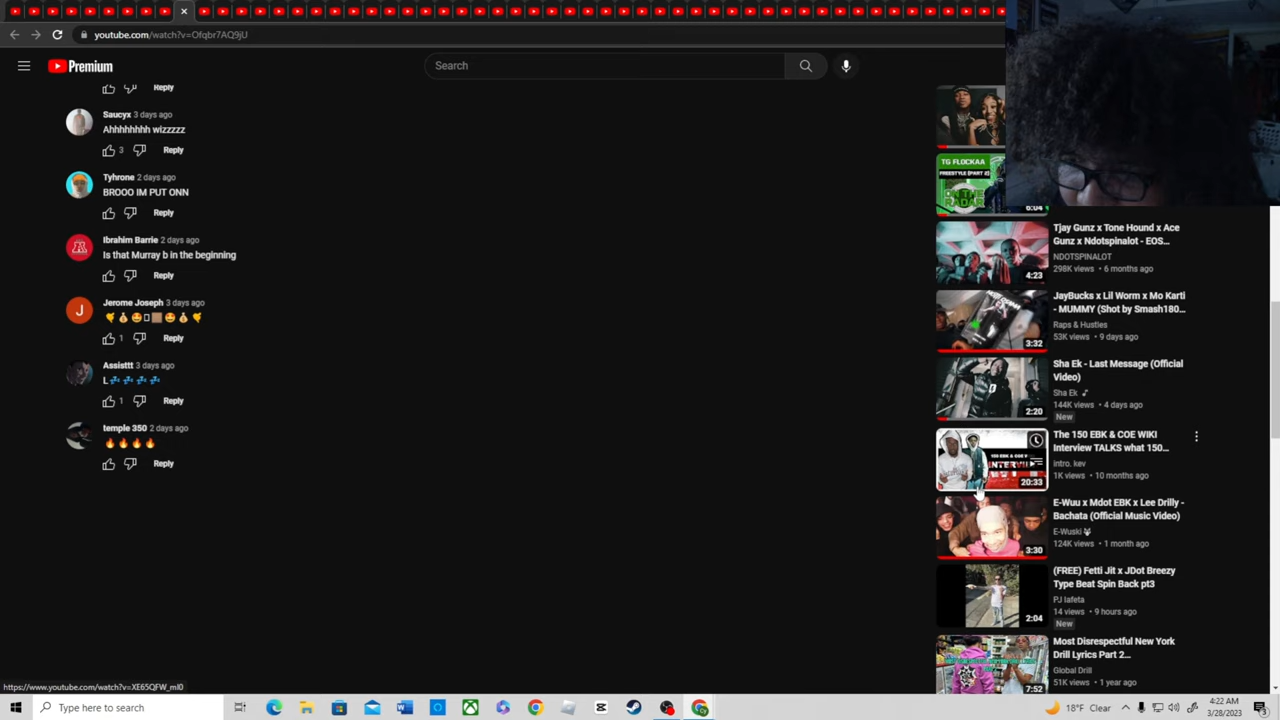 youtube.com/watch?v=Ofqbr7AQ9jU
Premium
Search
Reply
Saucyx 3 days ago
Ahhhhhhhh wizzzzz
3 Reply
Tyhrone 2 days ago
BROOO IM PUT ONN
Reply
Ibrahim Barrie 2 days ago
Is that Murray b in the beginning
Reply
J
Jerome Joseph 3 days ago
1 Reply
Assisttt 3 days ago
L💤💤💤💤
1 Reply
temple 350 2 days ago
🔥🔥🔥🔥
Reply
TG FLOCKAA
FREESTYLE (PART 2)
ON THE
RADAR
6:04
Tjay Gunz x Tone Hound x Ace
Gunz x Ndotspinalot - EOS...
NDOTSPINALOT
298K views • 6 months ago
4:23
JayBucks x Lil Worm x Mo Karti
- MUMMY (Shot by Smash180...
Raps & Hustles
53K views • 9 days ago
3:32
Sha Ek - Last Message (Official
Video)
Sha Ek
144K views • 4 days ago
2:20
New
The 150 EBK & COE WIKI
Interview TALKS what 150...
intro. kev
1K views • 10 months ago
20:33
E-Wuu x Mdot EBK x Lee Drilly -
Bachata (Official Music Video)
E-Wuski
124K views • 1 month ago
3:30
(FREE) Fetti Jit x JDot Breezy
Type Beat Spin Back pt3
PJ lafeta
14 views • 9 hours ago
2:04
New
Most Disrespectful New York
Drill Lyrics Part 2...
Global Drill
51K views • 1 year ago
7:52
https://www.youtube.com/watch?v=XE65QFW_mI0
Type here to search
18°F Clear
4:22 AM
3/28/2023